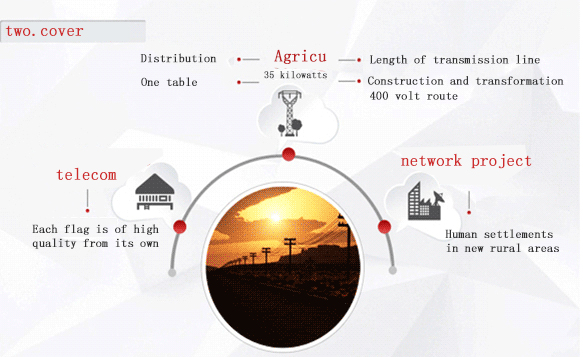 two.cover
Distribution
Agricu
Length of transmission line
One table
35 kilowatts
Construction and transformation
400 volt route
telecom
network project
Each flag is of high
quality from its own
Human settlements
in new rural areas